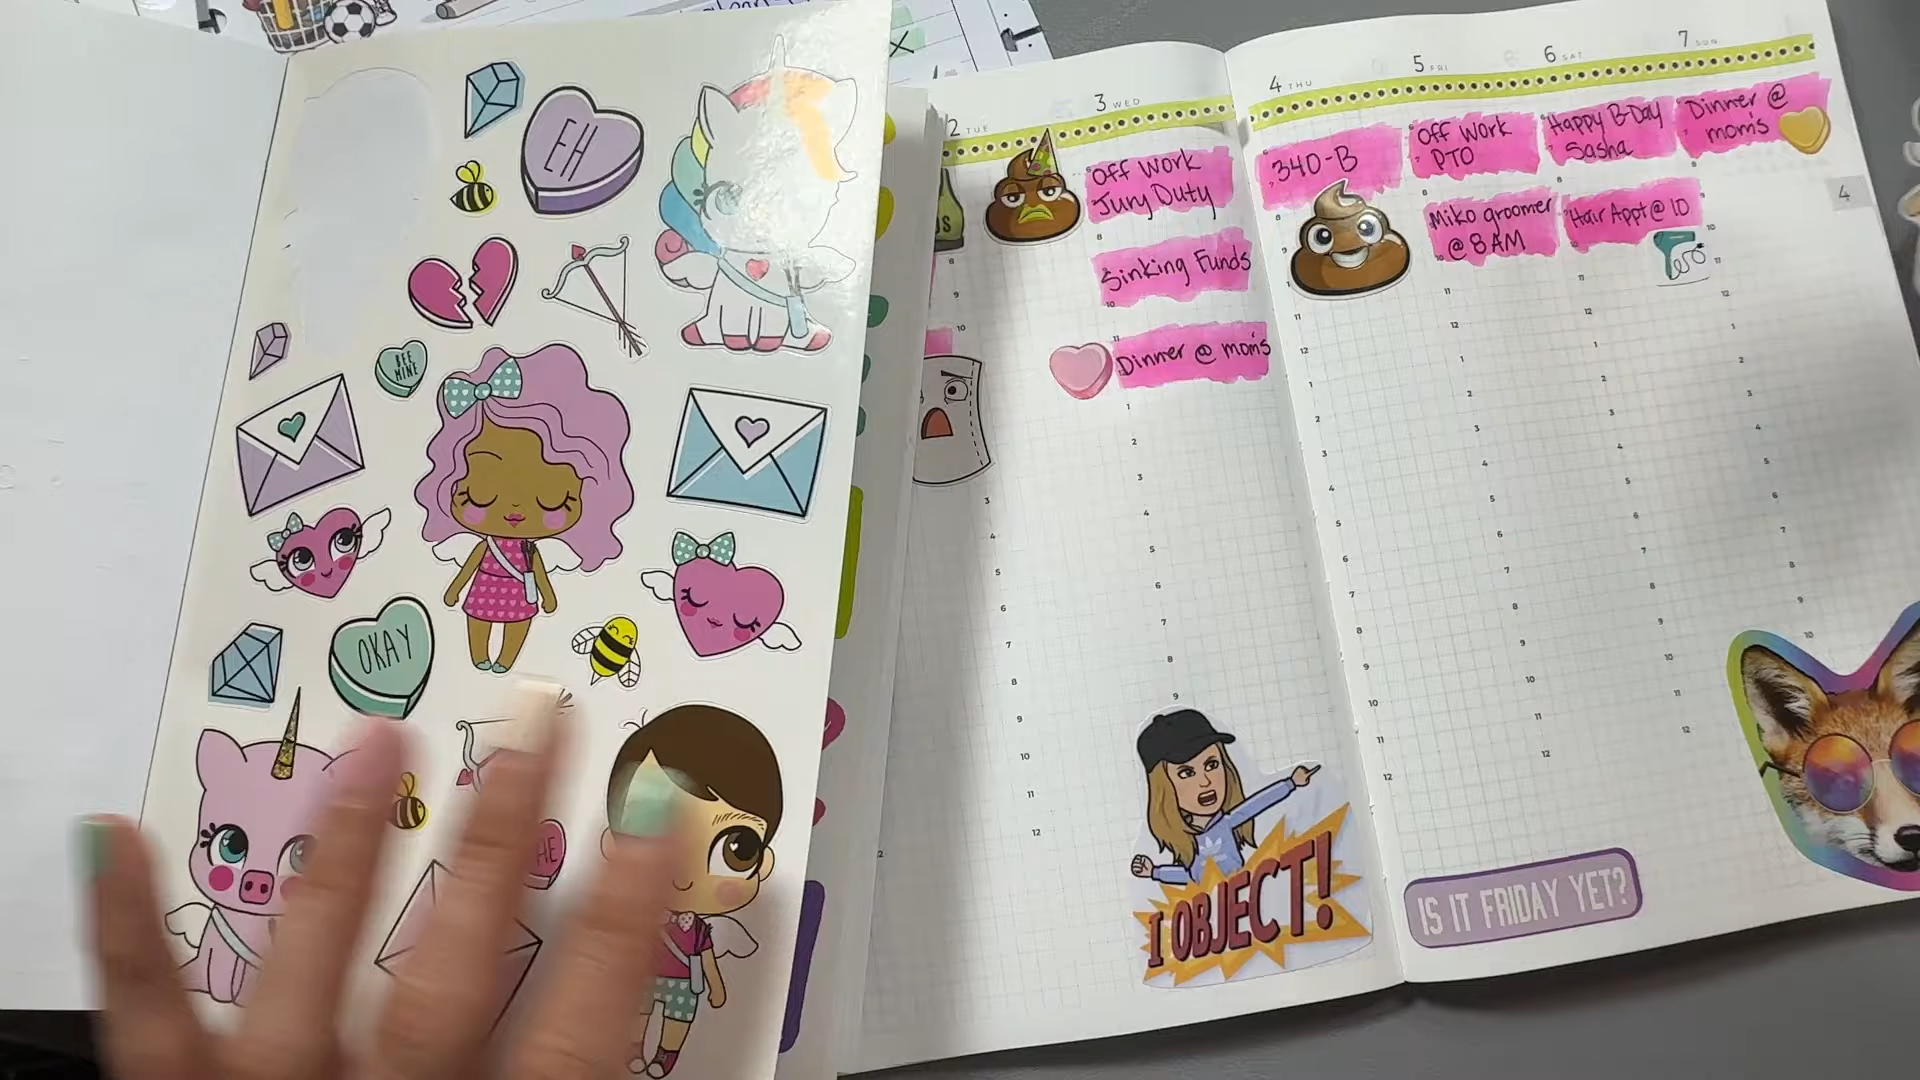 EH
BEE
MINE
OKAY
HE
X
2 TUE
3 WED
Off Work
Jury Duty
Sinking Funds
Dinner @ mom's
I OBJECT!
4 THU
340-B
5 FRI
Off Work
PTO
Miko groomer
@ 8 AM
6 SAT
Happy B-Day
Sasha
Hair Appt @ 10
7 SUN
Dinner @
mom's
4
IS IT FRIDAY YET?